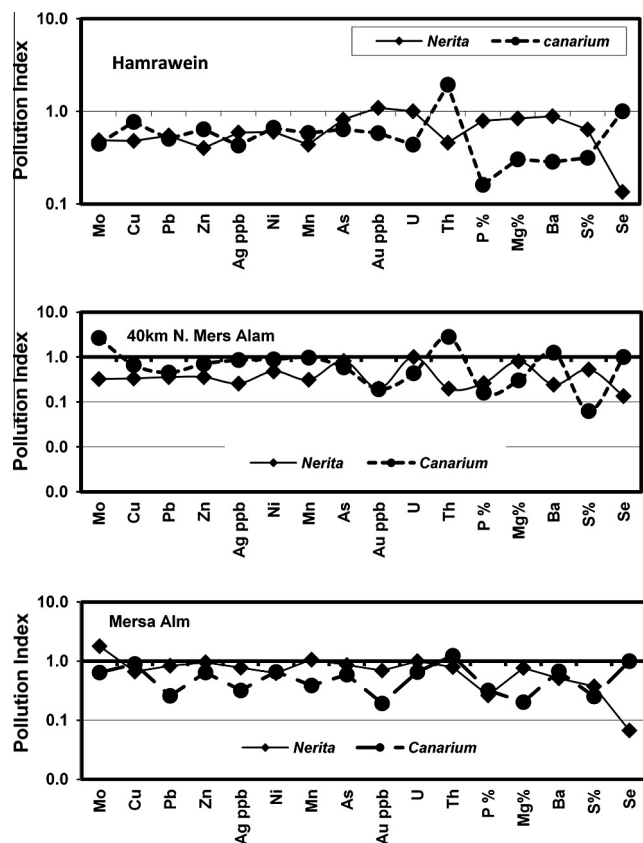 Pollution Index
10.0
1.0
0.1
Hamrawein
Nerita canarium
Mo Cu Pb Zn Ag ppb Ni Mn As Au ppb U Th P % Mg% Ba S% Se
Pollution Index
10.0
1.0
0.1
0.0
0.0
40km N. Mers Alam
Nerita Canarium
Mo Cu Pb Zn Ag ppb Ni Mn As Au ppb U Th P % Mg% Ba S% Se
Pollution Index
10.0
1.0
0.1
0.0
Mersa Alm
Nerita Canarium
Mo Cu Pb Zn Ag ppb Ni Mn As Au ppb U Th P % Mg% Ba S% Se